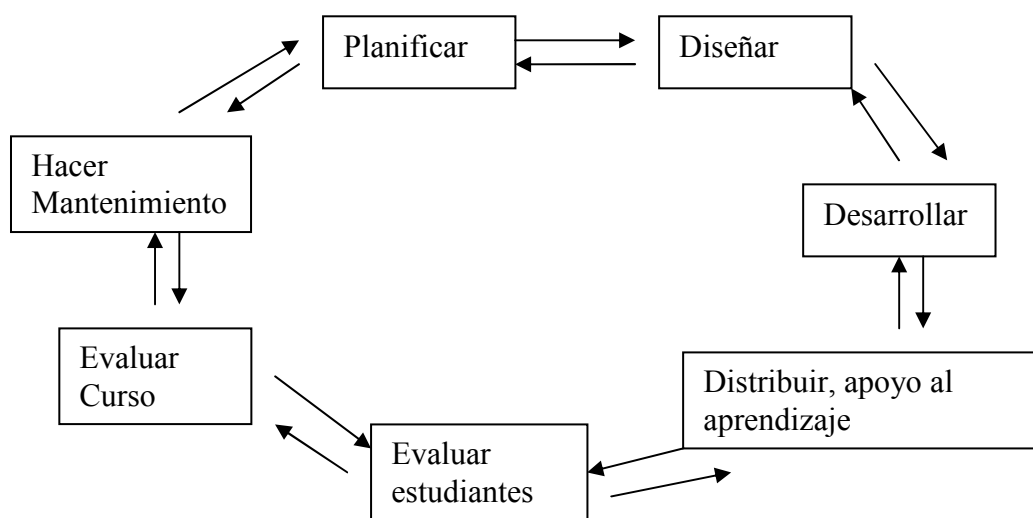 Planificar
Diseñar
Hacer
Mantenimiento
Desarrollar
Evaluar
Curso
Distribuir, apoyo al
aprendizaje
Evaluar
estudiantes